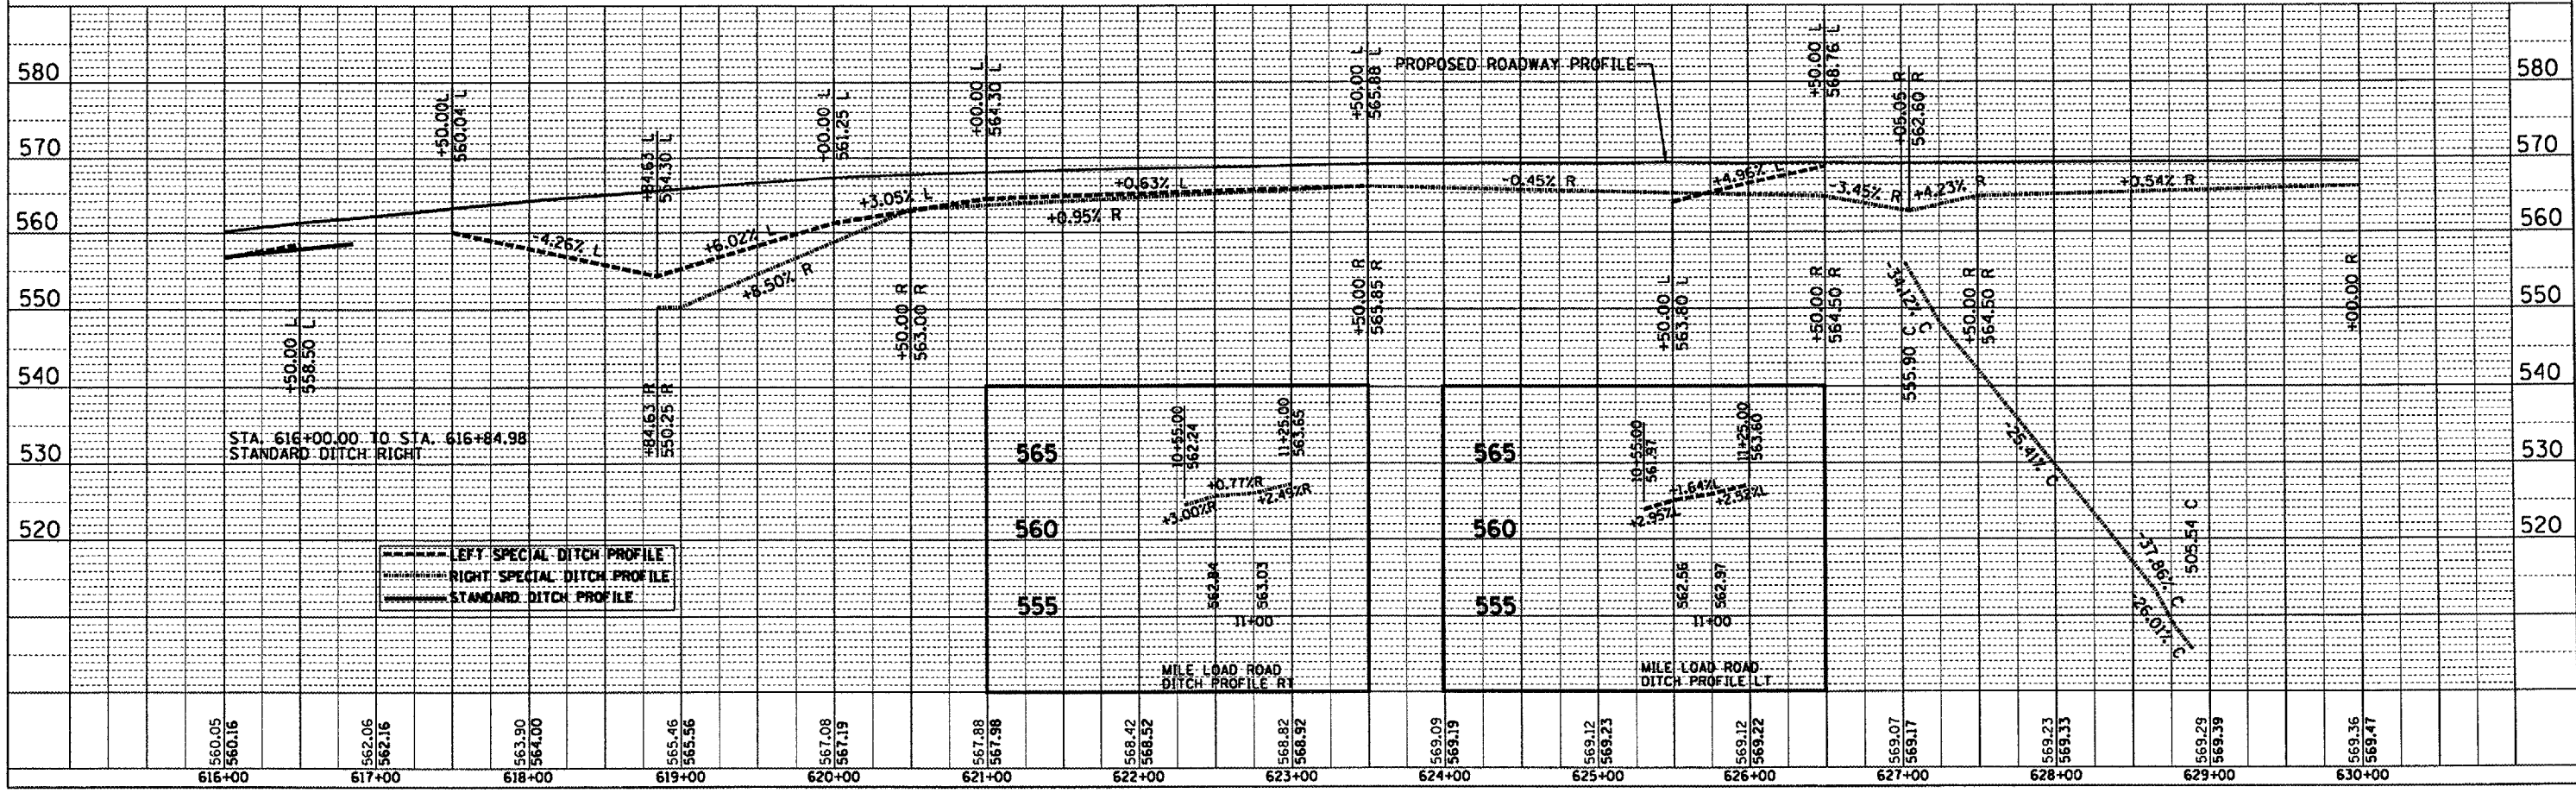 580
570
560
550
540
530
520
580
570
560
550
540
530
520
+50.00L
560.04 L
+84.63 L
554.30 L
+00.00 L
561.25 L
+00.00 L
564.30 L
+50.00 L
565.88 L
PROPOSED ROADWAY PROFILE
+50.00 L
568.76 L
+05.05 R
562.60 R
-4.26% L
+6.02% L
+8.50% R
+3.05% L
+0.63% L
+0.95% R
-0.45% R
+4.96% L
-3.45% R
+4.23% R
+0.54% R
+50.00 L
558.50 L
+84.63 R
550.25 R
+50.00 R
563.00 R
+50.00 R
565.85 R
+50.00 L
563.80 L
+50.00 R
564.50 R
555.90 C
+50.00 R
564.50 R
+00.00 R
-34.12% C
-25.41% C
-37.86% C
-26.01% C
505.54 C
STA. 616+00.00 TO STA. 616+84.98
STANDARD DITCH RIGHT
LEFT SPECIAL DITCH PROFILE
RIGHT SPECIAL DITCH PROFILE
STANDARD DITCH PROFILE
565
560
555
10+55.00
562.24
11+25.00
563.65
+3.00%R
+0.77%R
+2.49%R
562.84
563.03
11+00
MILE LOAD ROAD
DITCH PROFILE RT
565
560
555
10+55.00
561.97
11+25.00
563.60
+2.95%L
-1.64%L
+2.52%L
562.56
562.97
11+00
MILE LOAD ROAD
DITCH PROFILE LT
560.05
560.16
562.06
562.16
563.90
564.00
565.46
565.56
567.08
567.19
567.88
567.98
568.42
568.52
568.82
568.92
569.09
569.19
569.12
569.23
569.12
569.22
569.07
569.17
569.23
569.33
569.29
569.39
569.36
569.47
616+00
617+00
618+00
619+00
620+00
621+00
622+00
623+00
624+00
625+00
626+00
627+00
628+00
629+00
630+00